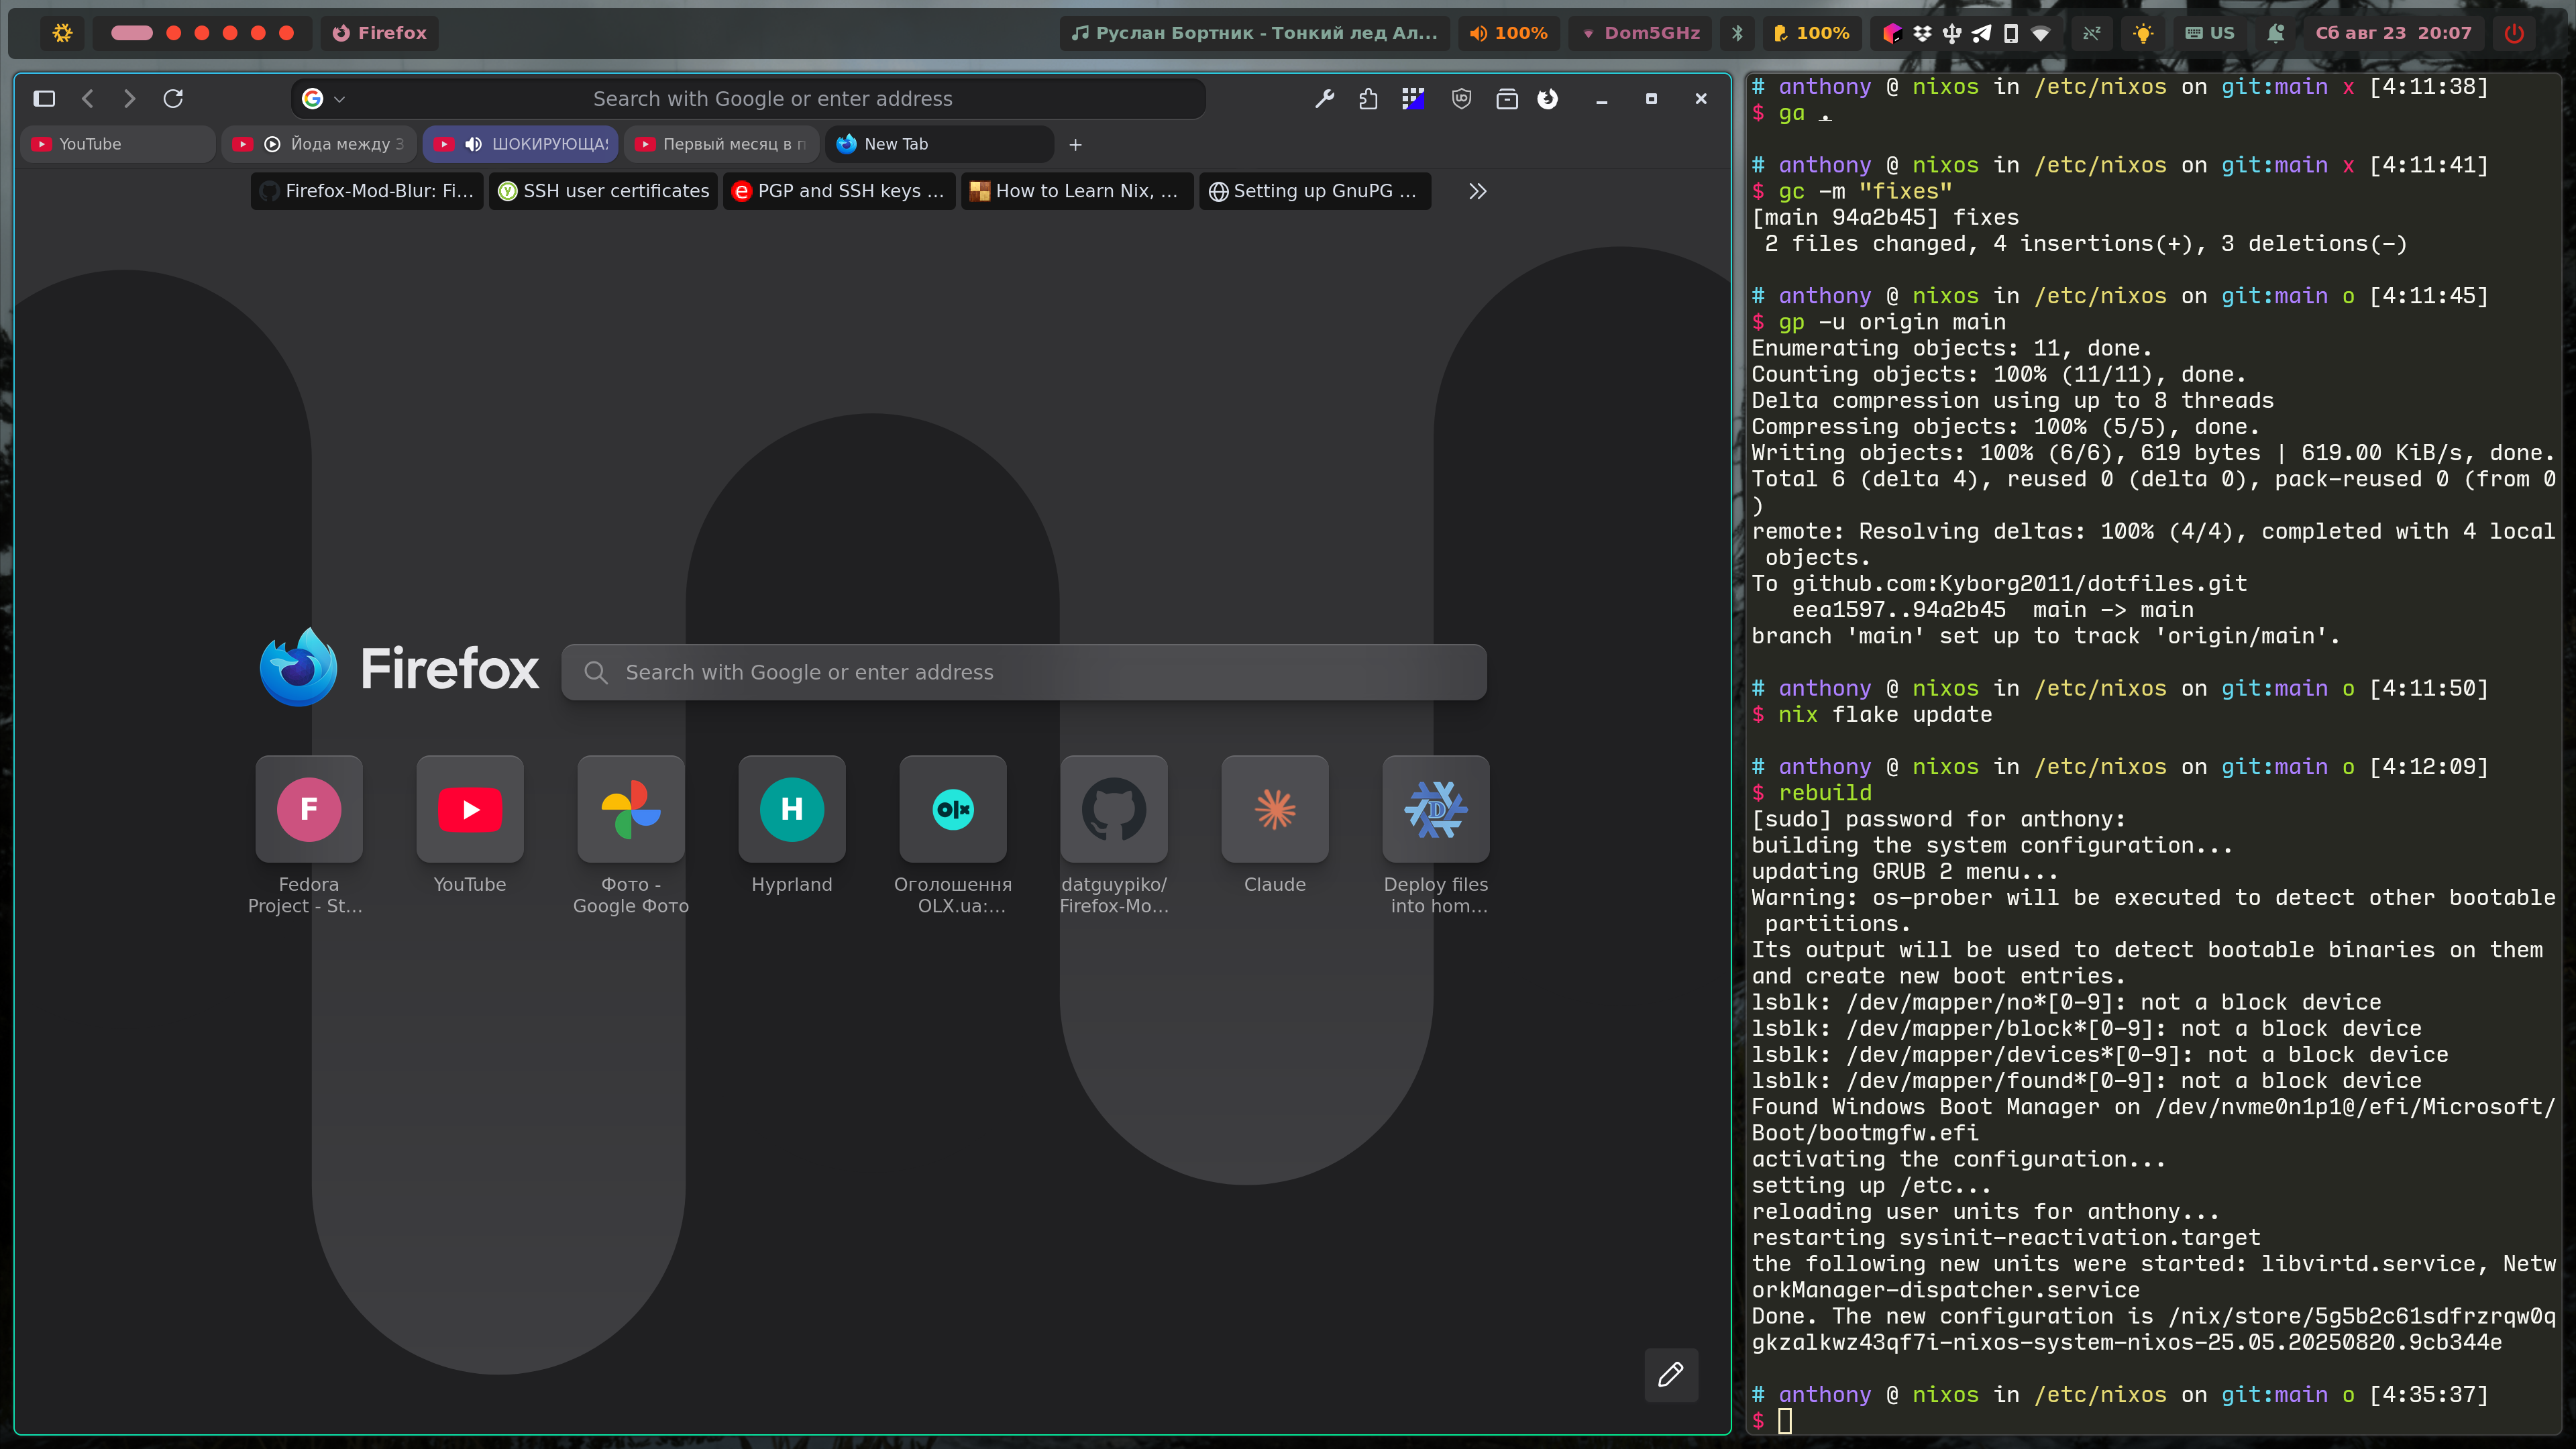 Firefox
Руслан Бортник - Тонкий лед Ал...
100%
Dom5GHz
100%
US
Сб авг 23 20:07
Search with Google or enter address
YouTube
Йода между З
ШОКИРУЮЩАЯ
Первый месяц в п
New Tab
Firefox-Mod-Blur: Fi...
SSH user certificates
PGP and SSH keys ...
How to Learn Nix, ...
Setting up GnuPG ...
Firefox
Search with Google or enter address
F
H
olx
D
Fedora
Project - St...
YouTube
Фото -
Google Фото
Hyprland
Оголошення
OLX.ua:...
datguypiko/
Firefox-Mo...
Claude
Deploy files
into hom...
# anthony @ nixos in /etc/nixos on git:main x [4:11:38]
$ ga .
# anthony @ nixos in /etc/nixos on git:main x [4:11:41]
$ gc -m "fixes"
[main 94a2b45] fixes
2 files changed, 4 insertions(+), 3 deletions(-)
# anthony @ nixos in /etc/nixos on git:main o [4:11:45]
$ gp -u origin main
Enumerating objects: 11, done.
Counting objects: 100% (11/11), done.
Delta compression using up to 8 threads
Compressing objects: 100% (5/5), done.
Writing objects: 100% (6/6), 619 bytes | 619.00 KiB/s, done.
Total 6 (delta 4), reused 0 (delta 0), pack-reused 0 (from 0
)
remote: Resolving deltas: 100% (4/4), completed with 4 local
objects.
To github.com:Kyborg2011/dotfiles.git
eea1597..94a2b45  main -> main
branch 'main' set up to track 'origin/main'.
# anthony @ nixos in /etc/nixos on git:main o [4:11:50]
$ nix flake update
# anthony @ nixos in /etc/nixos on git:main o [4:12:09]
$ rebuild
[sudo] password for anthony:
building the system configuration...
updating GRUB 2 menu...
Warning: os-prober will be executed to detect other bootable
partitions.
Its output will be used to detect bootable binaries on them
and create new boot entries.
lsblk: /dev/mapper/no*[0-9]: not a block device
lsblk: /dev/mapper/block*[0-9]: not a block device
lsblk: /dev/mapper/devices*[0-9]: not a block device
lsblk: /dev/mapper/found*[0-9]: not a block device
Found Windows Boot Manager on /dev/nvme0n1p1@/efi/Microsoft/
Boot/bootmgfw.efi
activating the configuration...
setting up /etc...
reloading user units for anthony...
restarting sysinit-reactivation.target
the following new units were started: libvirtd.service, Netw
orkManager-dispatcher.service
Done. The new configuration is /nix/store/5g5b2c61sdfrzrqw0q
gkzalkwz43qf7i-nixos-system-nixos-25.05.20250820.9cb344e
# anthony @ nixos in /etc/nixos on git:main o [4:35:37]
$